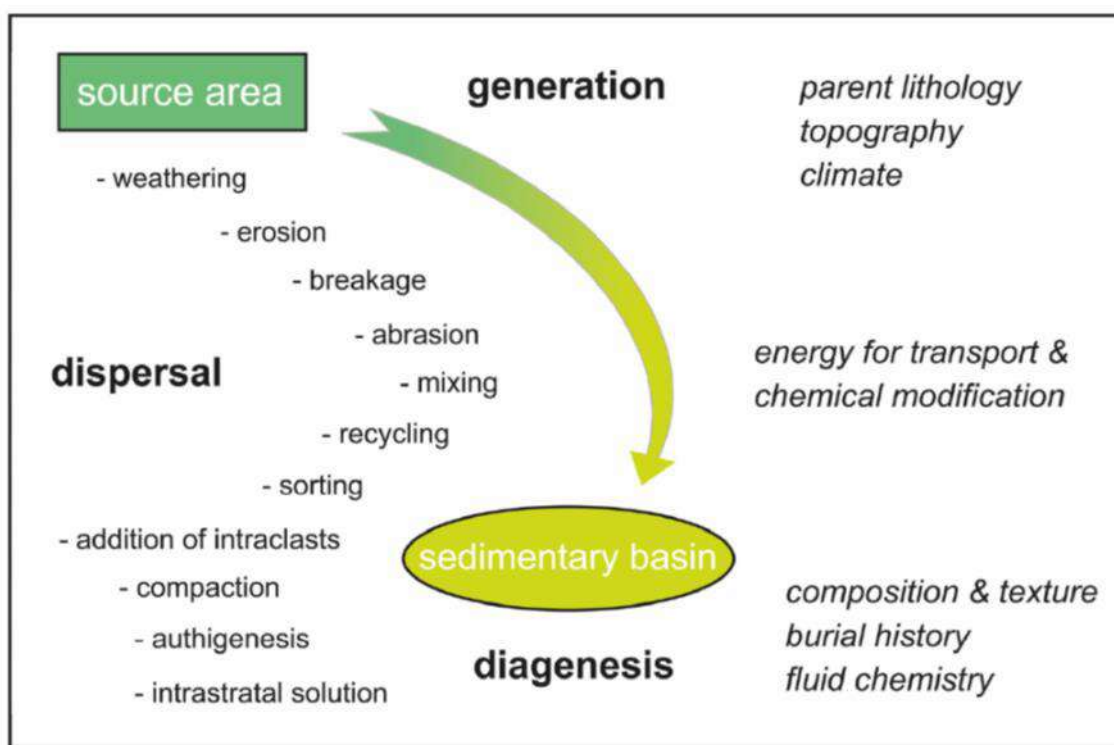 source area
generation
parent lithology
topography
climate
- weathering
- erosion
- breakage
- abrasion
- mixing
dispersal
energy for transport &
chemical modification
- recycling
- sorting
- addition of intraclasts
sedimentary basin
- compaction
- authigenesis
- intrastratal solution
diagenesis
composition & texture
burial history
fluid chemistry